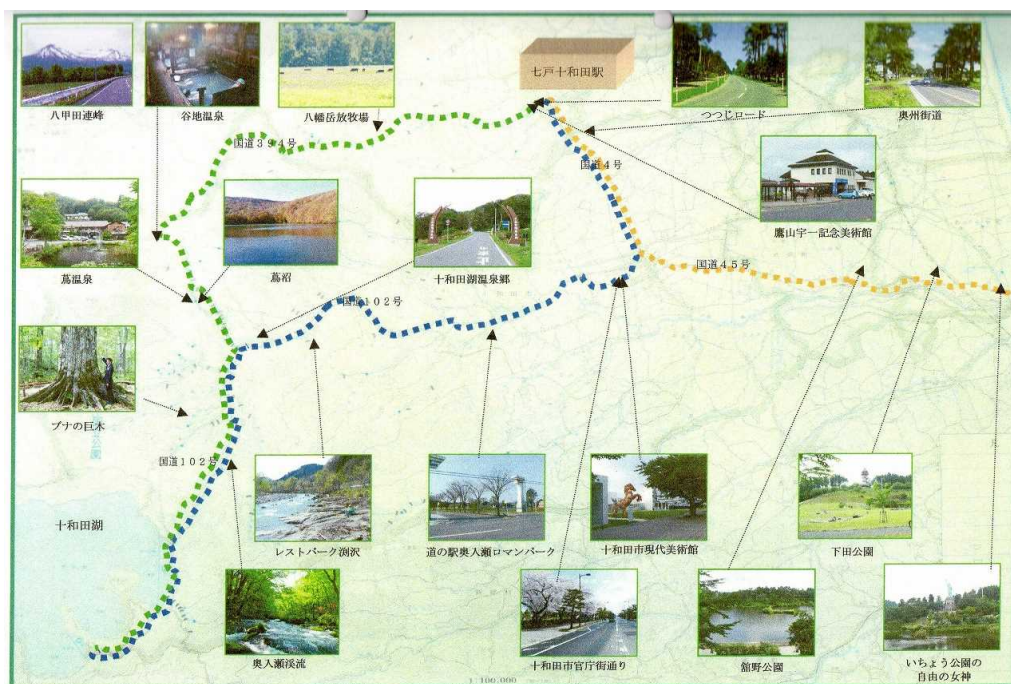 七戸十和田駅
八甲田連峰
谷地温泉
八幡岳放牧場
つつじロード
奥州街道
国道394号
国道4号
鷹山宇一記念美術館
蔦温泉
蔦沼
十和田湖温泉郷
国道45号
国道102号
ブナの巨木
国道102号
十和田湖
レストパーク渕沢
道の駅奥入瀬ロマンパーク
十和田市現代美術館
下田公園
奥入瀬渓流
十和田市官庁街通り
舘野公園
いちょう公園の
自由の女神
1:100,000